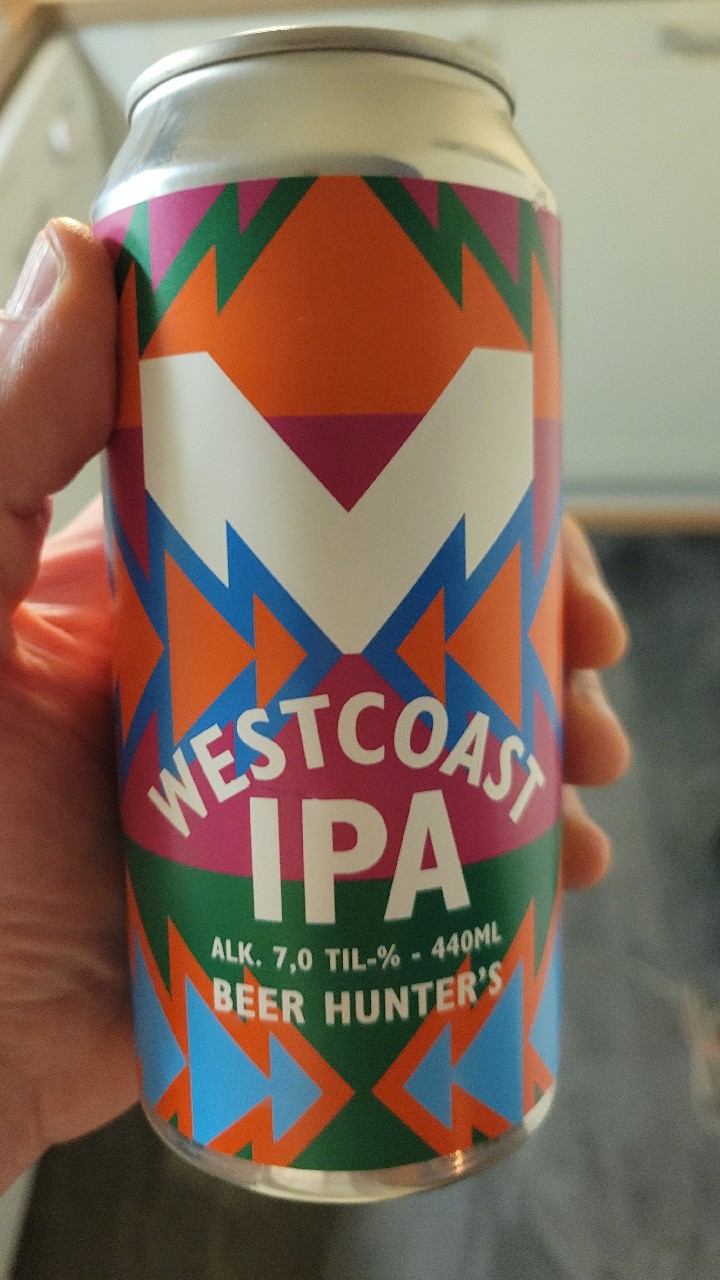 WESTCOAST
IPA
ALK. 7,0 TIL-% - 440ML
BEER HUNTER'S